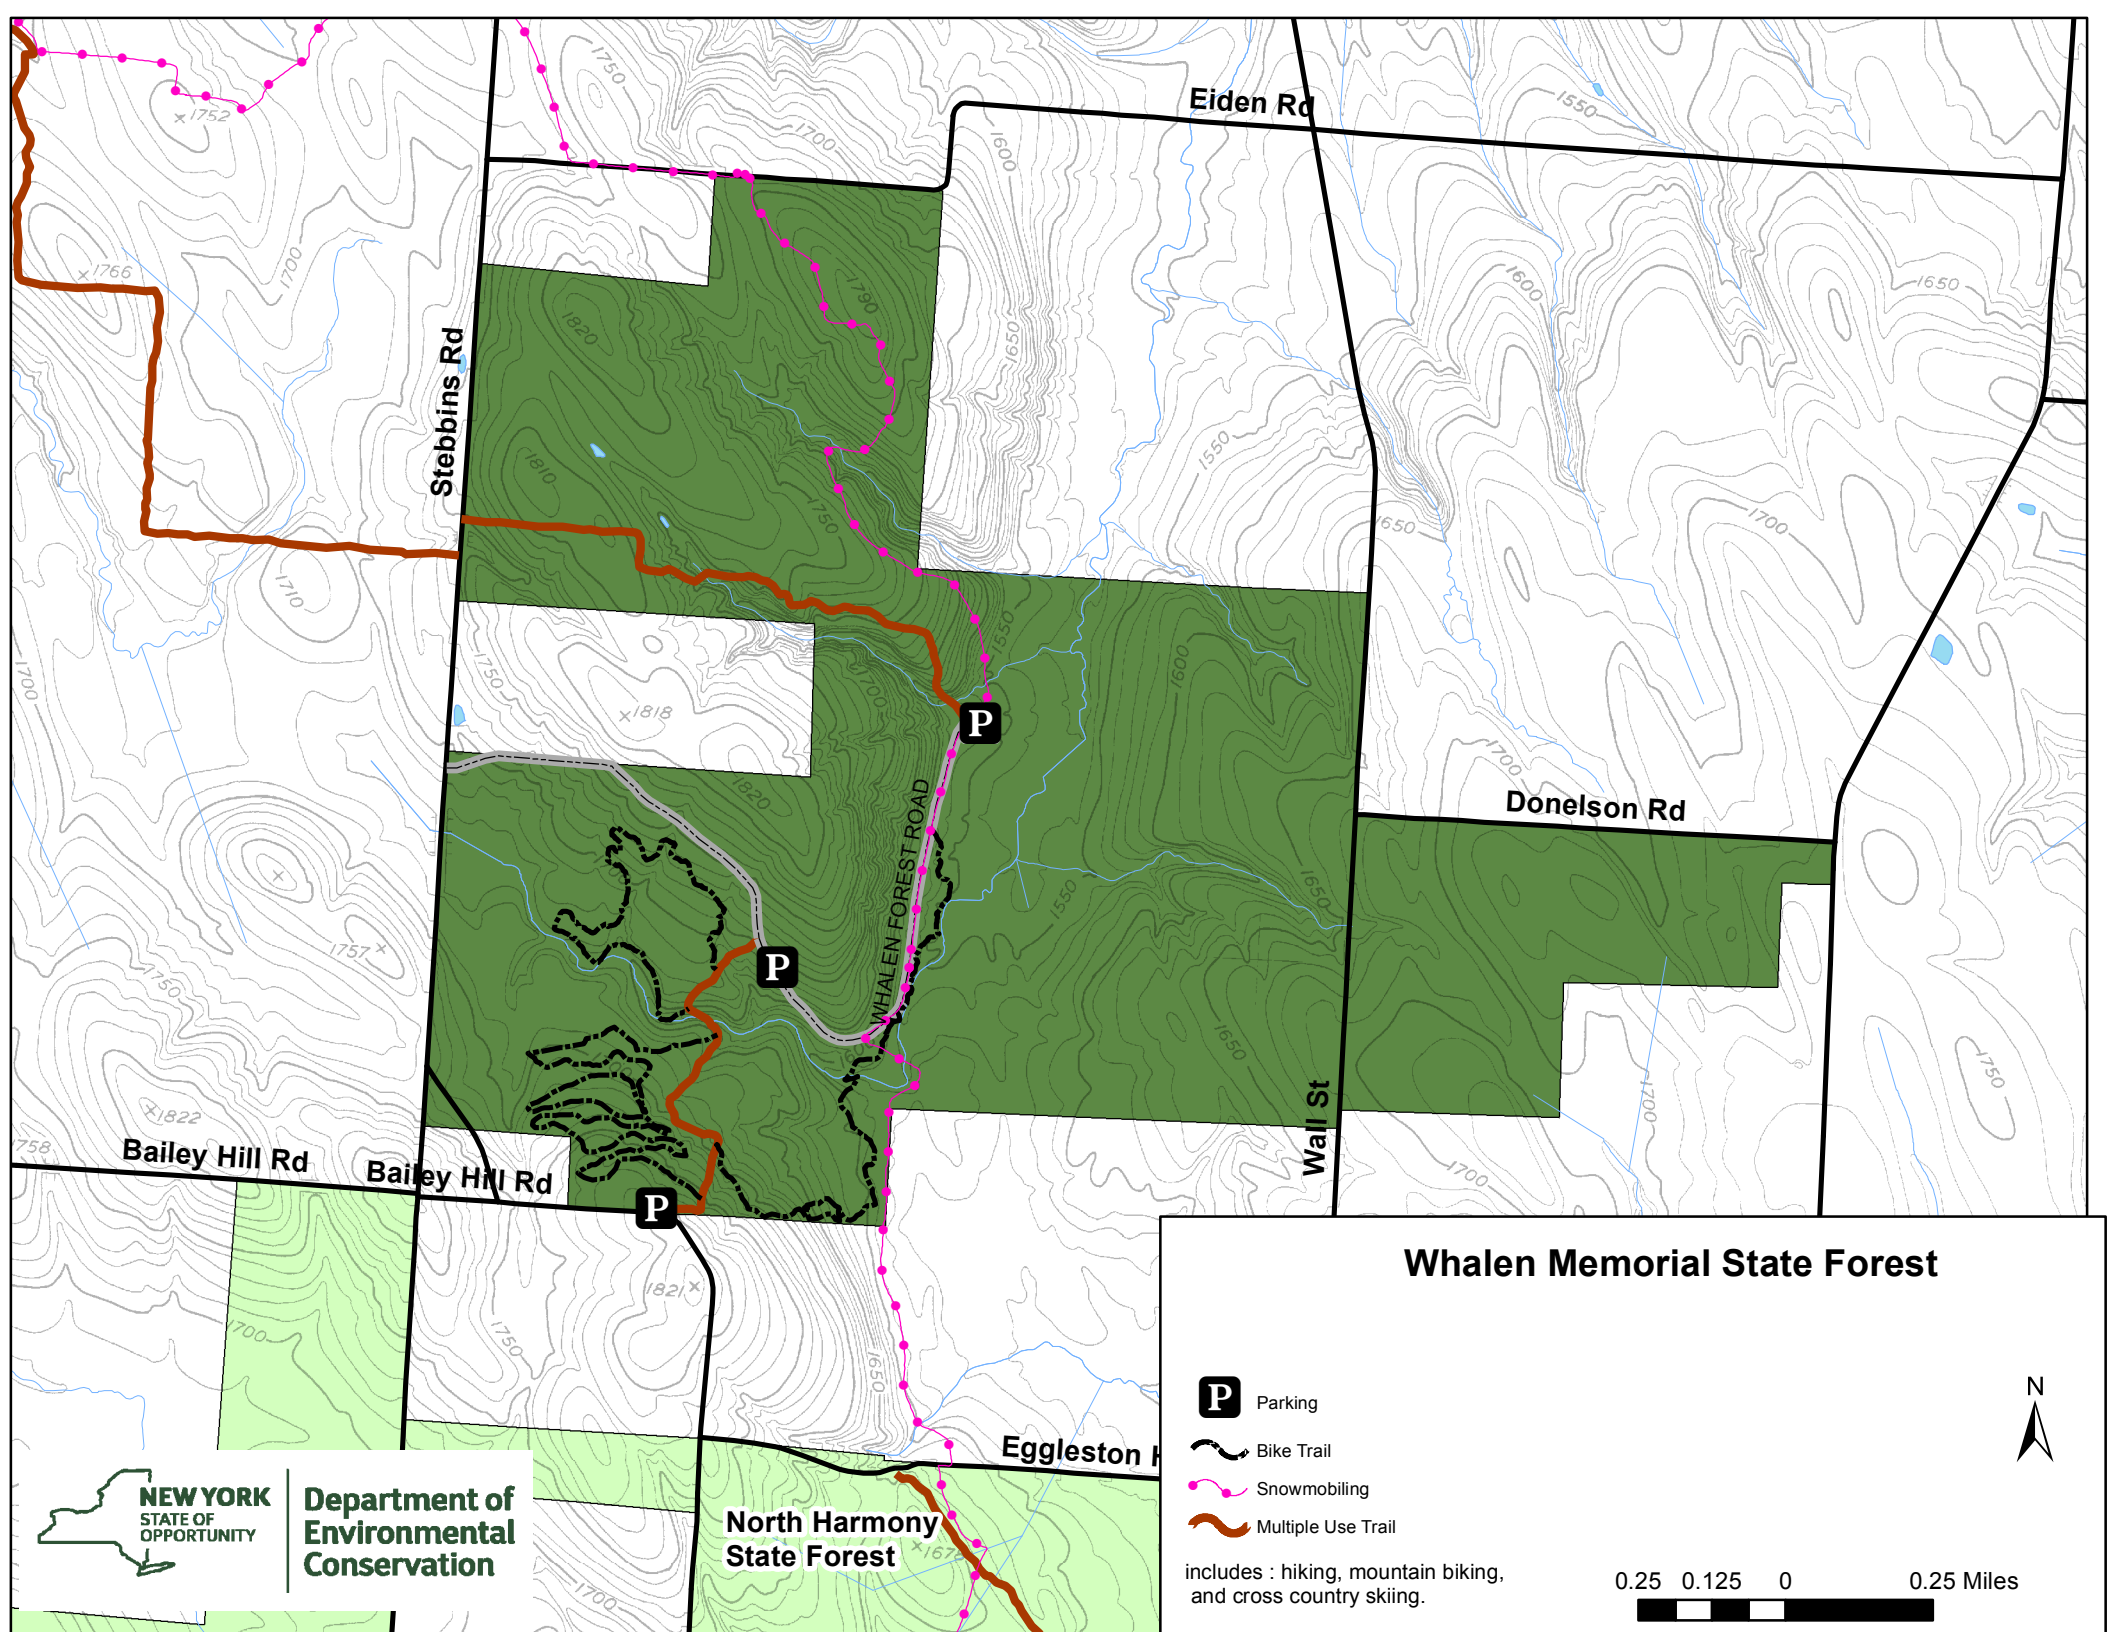 1750
1752
1700
Eiden Rd
1600
1550
1766
1700
1790
1820
1650
1600
1650
Stebbins Rd
1810
1750
1550
1650
1700
1710
1550
1600
1700
1750
1700
1818
1700
1820
WHALEN FOREST ROAD
Donelson Rd
1550
1650
1757
1750
1650
1750
1822
1700
1758
Bailey Hill Rd
Bailey Hill Rd
Wall St
1700
1821
1700
1750
1650
Whalen Memorial State Forest
P
Parking
Bike Trail
Snowmobiling
Multiple Use Trail
includes : hiking, mountain biking,
and cross country skiing.
N
0.25 0.125 0 0.25 Miles
Eggleston H
North Harmony
State Forest
1678
1700
NEW YORK
STATE OF
OPPORTUNITY
Department of
Environmental
Conservation
P
P
P